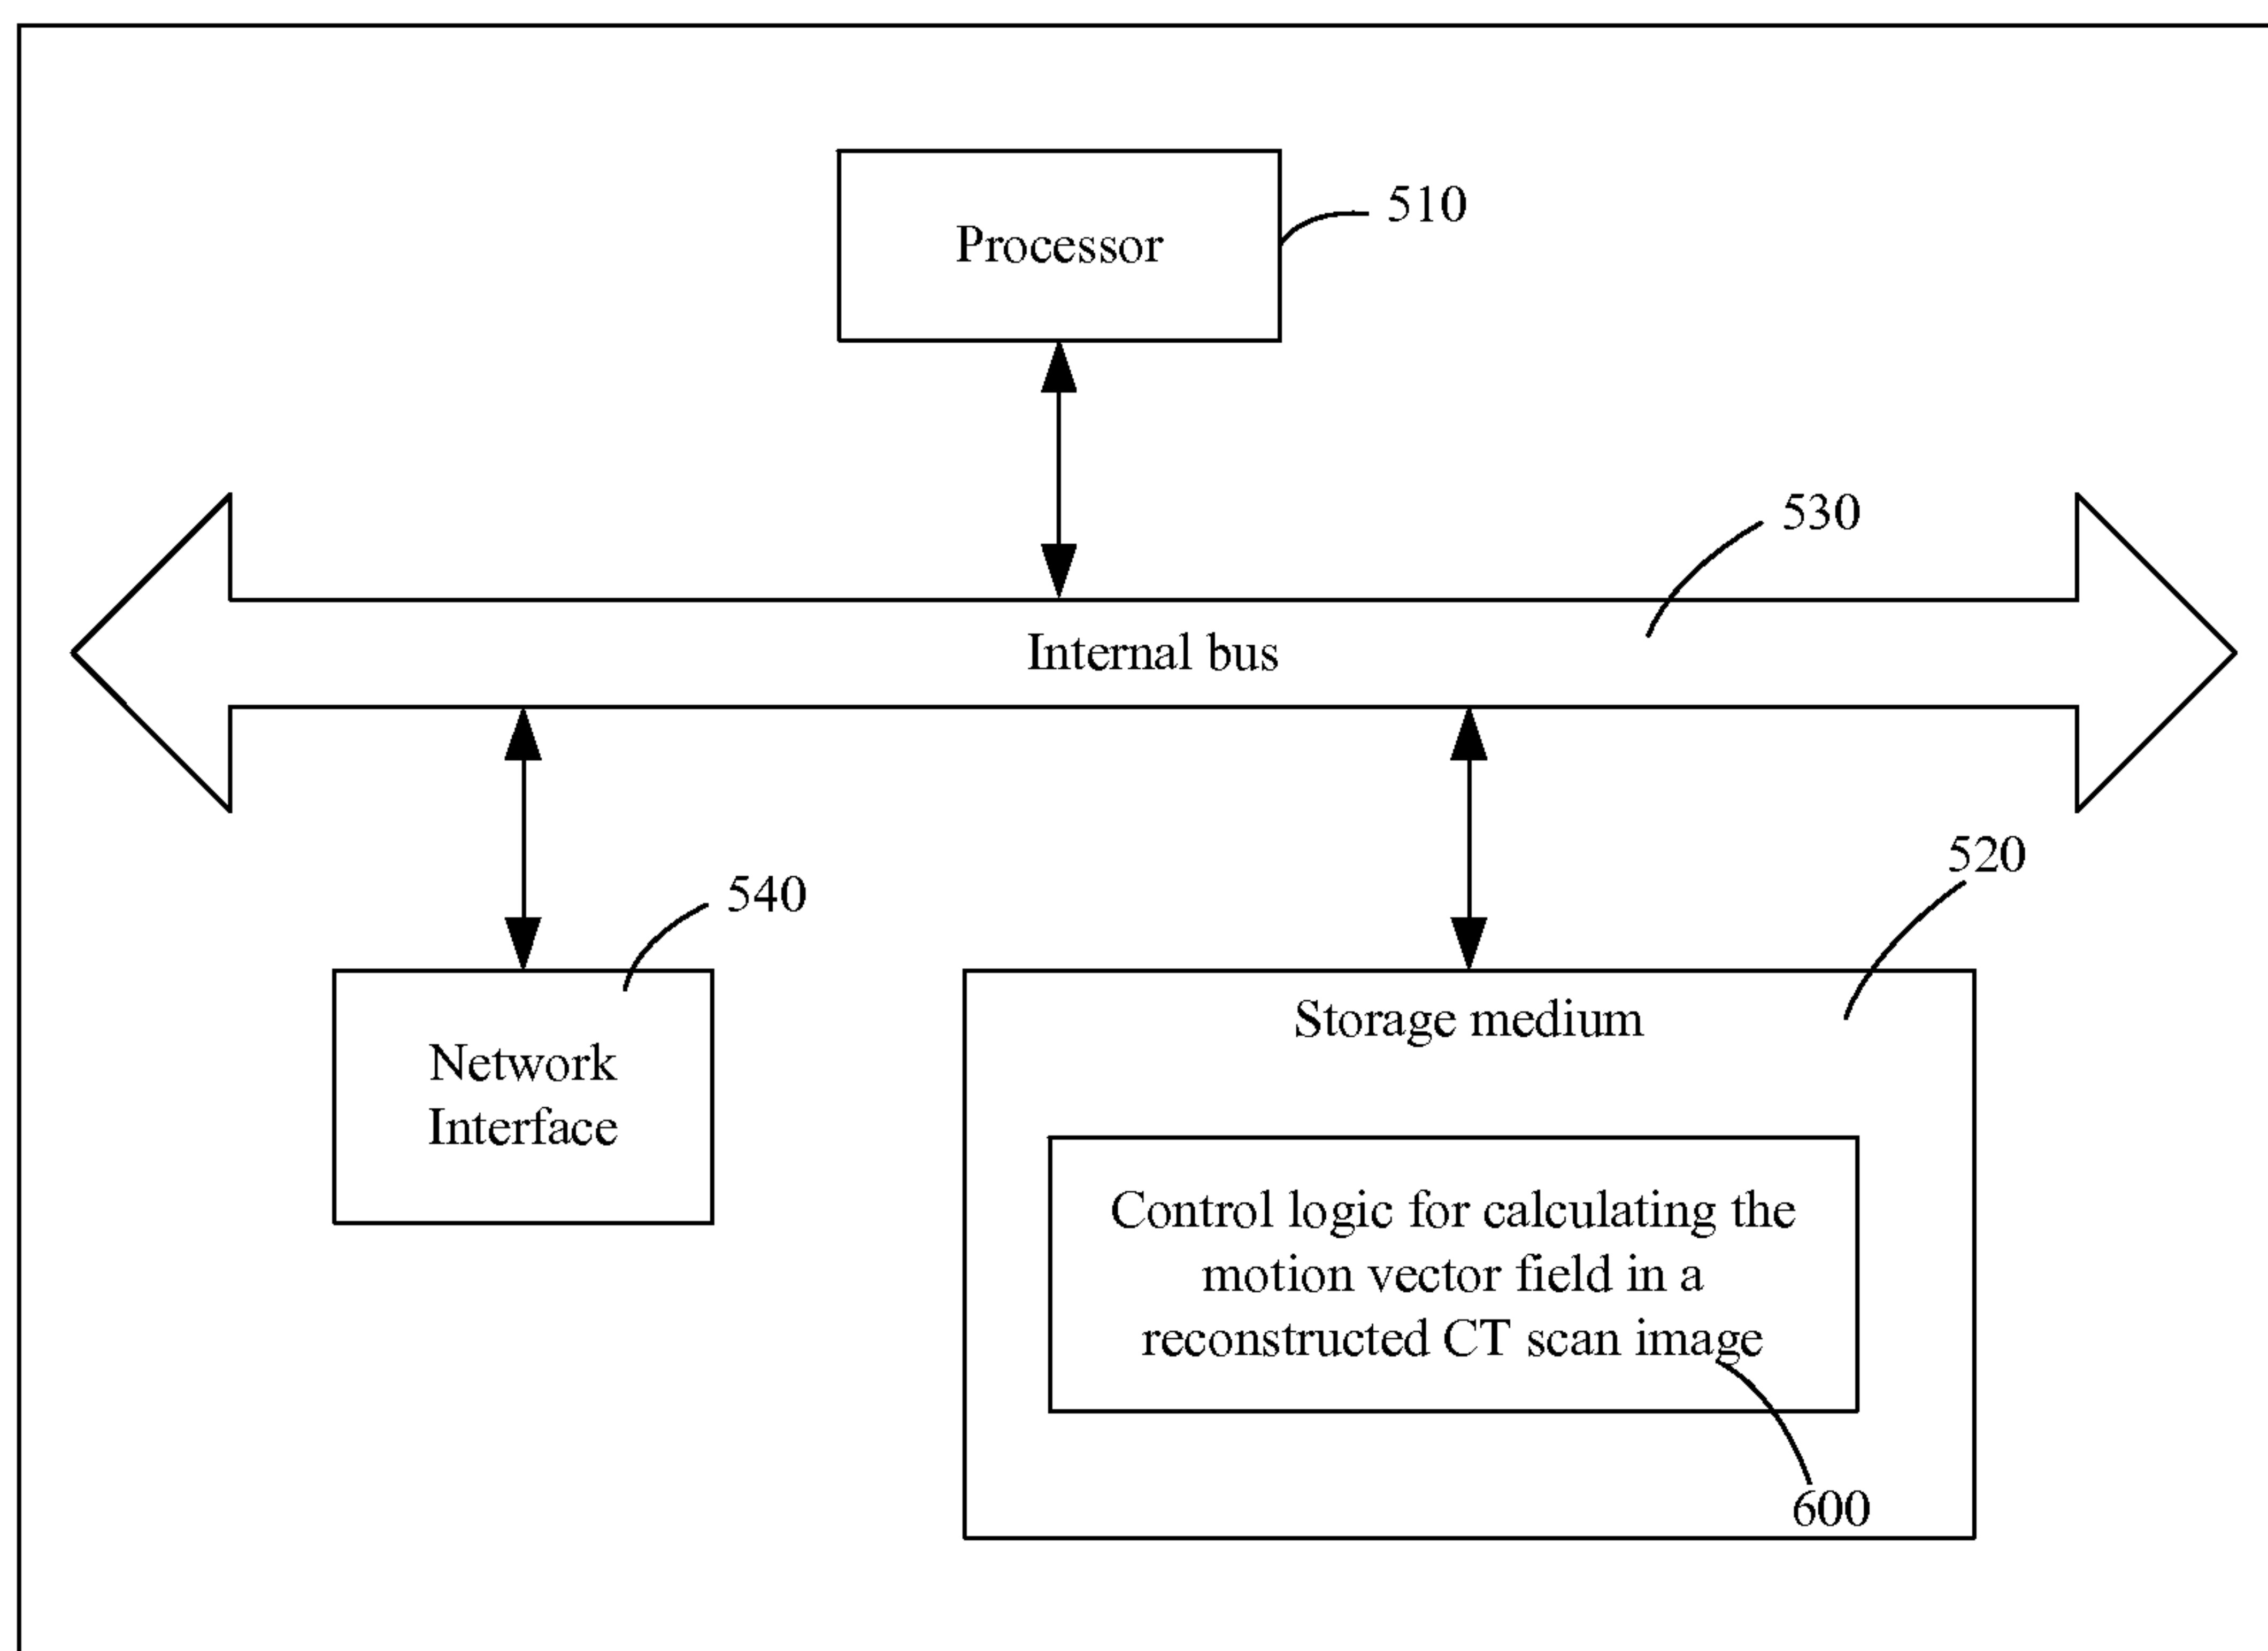 Processor
510
530
Internal bus
540
520
Network
Interface
Storage medium
Control logic for calculating the
motion vector field in a
reconstructed CT scan image
600